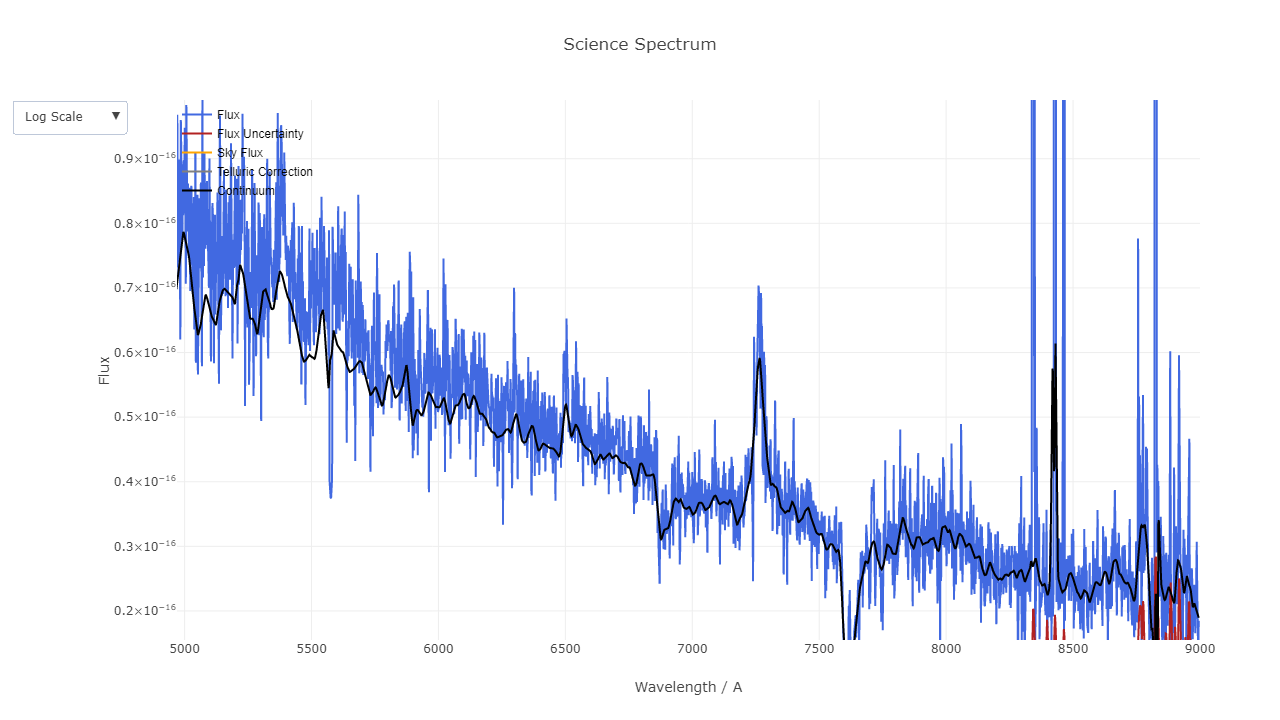 Science Spectrum
Log Scale ▼
Flux
Flux Uncertainty
Sky Flux
Telluric Correction
Continuum
0.9×10⁻¹⁶
0.8×10⁻¹⁶
0.7×10⁻¹⁶
0.6×10⁻¹⁶
0.5×10⁻¹⁶
0.4×10⁻¹⁶
0.3×10⁻¹⁶
0.2×10⁻¹⁶
Flux
5000 5500 6000 6500 7000 7500 8000 8500 9000
Wavelength / A